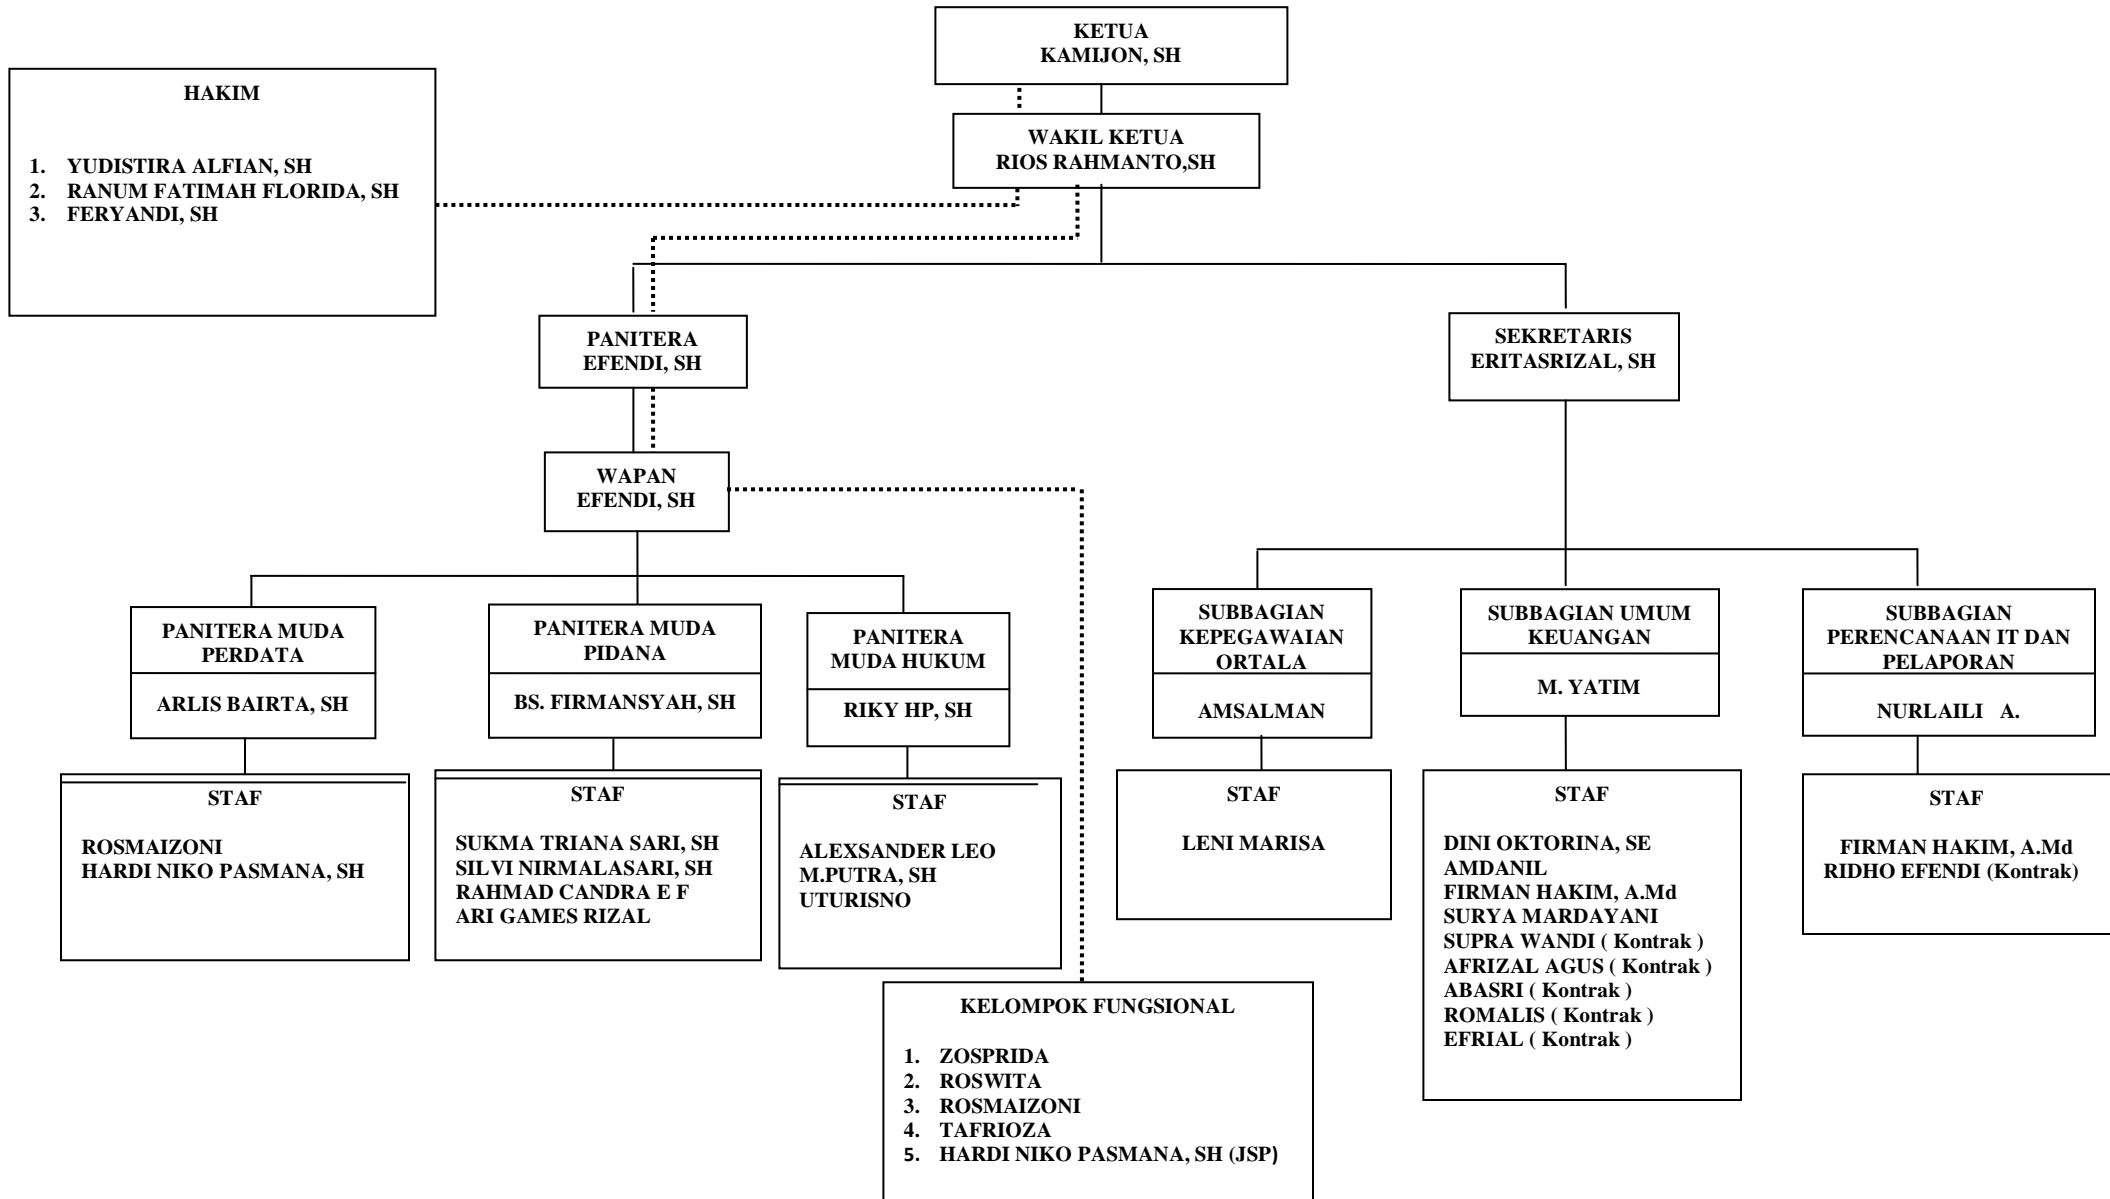 KETUA
KAMIJON, SH
HAKIM
1. YUDISTIRA ALFIAN, SH
2. RANUM FATIMAH FLORIDA, SH
3. FERYANDI, SH
WAKIL KETUA
RIOS RAHMANTO,SH
PANITERA
EFENDI, SH
SEKRETARIS
ERITASRIZAL, SH
WAPAN
EFENDI, SH
PANITERA MUDA
PERDATA
ARLIS BAIRTA, SH
PANITERA MUDA
PIDANA
BS. FIRMANSYAH, SH
PANITERA
MUDA HUKUM
RIKY HP, SH
SUBBAGIAN
KEPEGAWAIAN
ORTALA
AMSALMAN
SUBBAGIAN UMUM
KEUANGAN
M. YATIM
SUBBAGIAN
PERENCANAAN IT DAN
PELAPORAN
NURLAILI A.
STAF
ROSMAIZONI
HARDI NIKO PASMANA, SH
STAF
SUKMA TRIANA SARI, SH
SILVI NIRMALASARI, SH
RAHMAD CANDRA E F
ARI GAMES RIZAL
STAF
ALEXSANDER LEO
M.PUTRA, SH
UTURISNO
STAF
LENI MARISA
STAF
DINI OKTORINA, SE
AMDANIL
FIRMAN HAKIM, A.Md
SURYA MARDAYANI
SUPRA WANDI ( Kontrak )
AFRIZAL AGUS ( Kontrak )
ABASRI ( Kontrak )
ROMALIS ( Kontrak )
EFRIAL ( Kontrak )
STAF
FIRMAN HAKIM, A.Md
RIDHO EFENDI (Kontrak)
KELOMPOK FUNGSIONAL
1. ZOSPRIDA
2. ROSWITA
3. ROSMAIZONI
4. TAFRIOZA
5. HARDI NIKO PASMANA, SH (JSP)